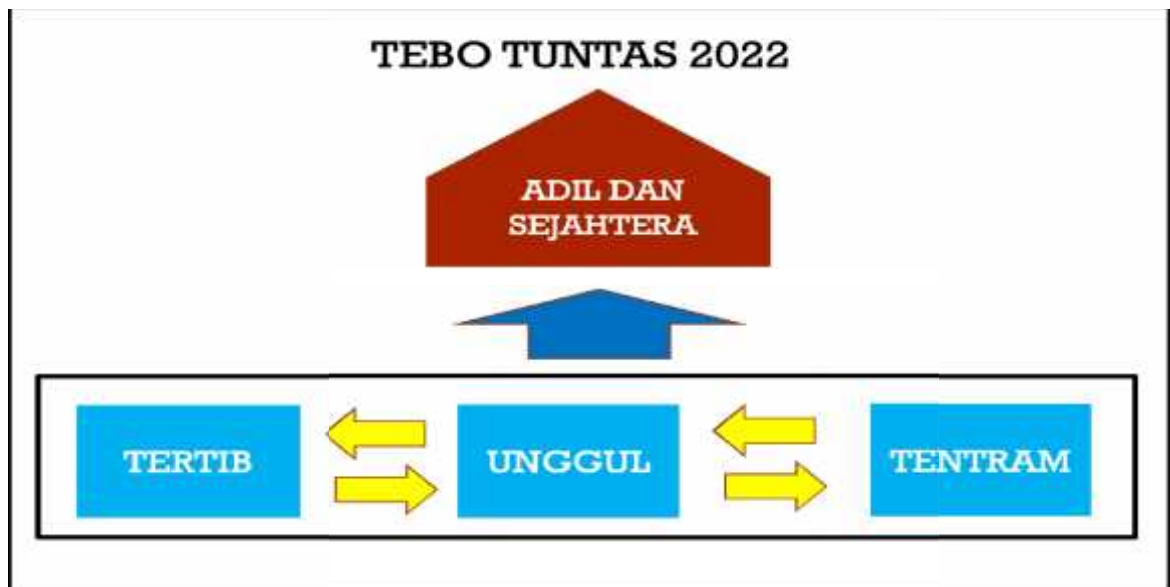 TEBO TUNTAS 2022
ADIL DAN
SEJAHTERA
TERTIB
UNGGUL
TENTRAM